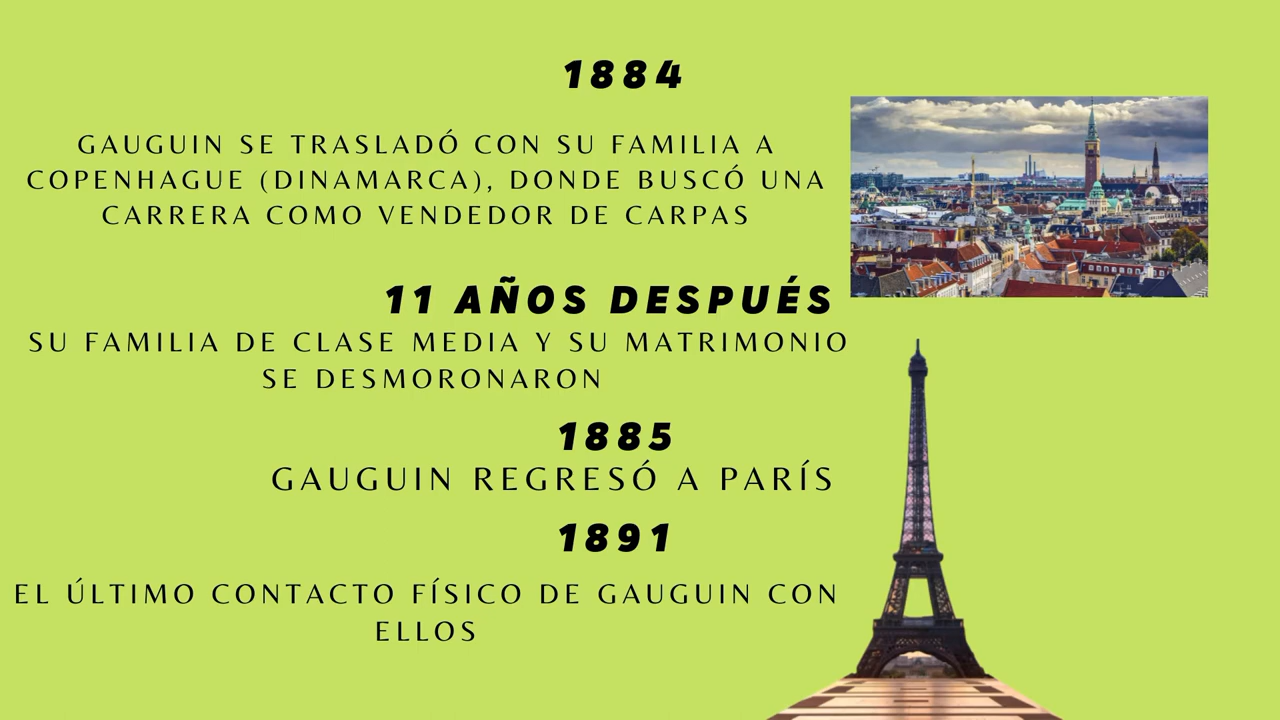 1884
GAUGUIN SE TRASLADÓ CON SU FAMILIA A
COPENHAGUE (DINAMARCA), DONDE BUSCÓ UNA
CARRERA COMO VENDEDOR DE CARPAS
11 AÑOS DESPUÉS
SU FAMILIA DE CLASE MEDIA Y SU MATRIMONIO
SE DESMORONARON
1885
GAUGUIN REGRESÓ A PARÍS
1891
EL ÚLTIMO CONTACTO FÍSICO DE GAUGUIN CON
ELLOS